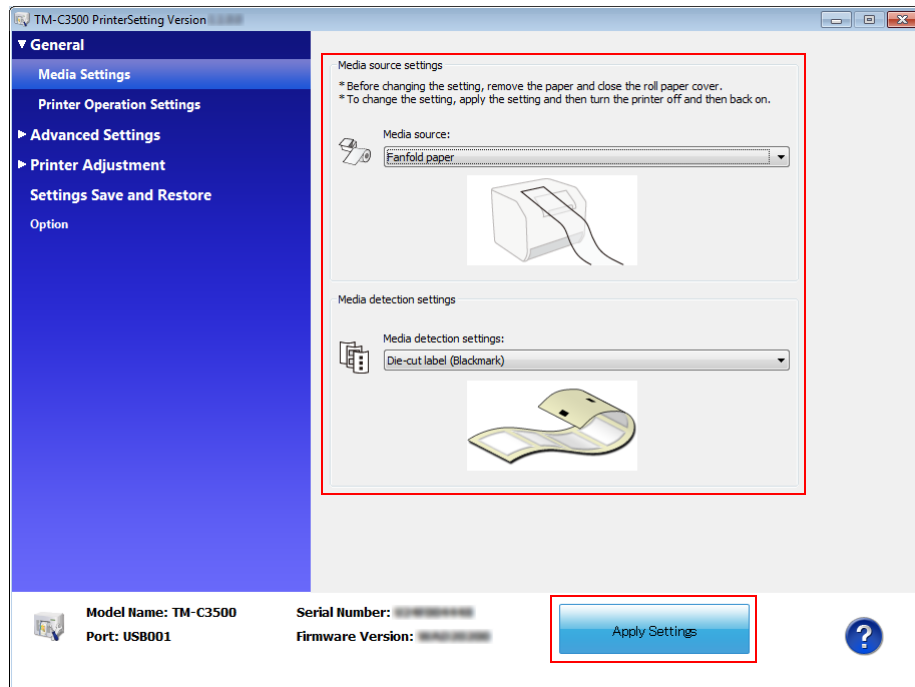 TM-C3500 PrinterSetting Version
General
Media Settings
Printer Operation Settings
Advanced Settings
Printer Adjustment
Settings Save and Restore
Option
Media source settings
* Before changing the setting, remove the paper and close the roll paper cover.
* To change the setting, apply the setting and then turn the printer off and then back on.
Media source:
Fanfold paper
Media detection settings
Media detection settings:
Die-cut label (Blackmark)
Model Name: TM-C3500
Port: USB001
Serial Number:
Firmware Version:
Apply Settings
?